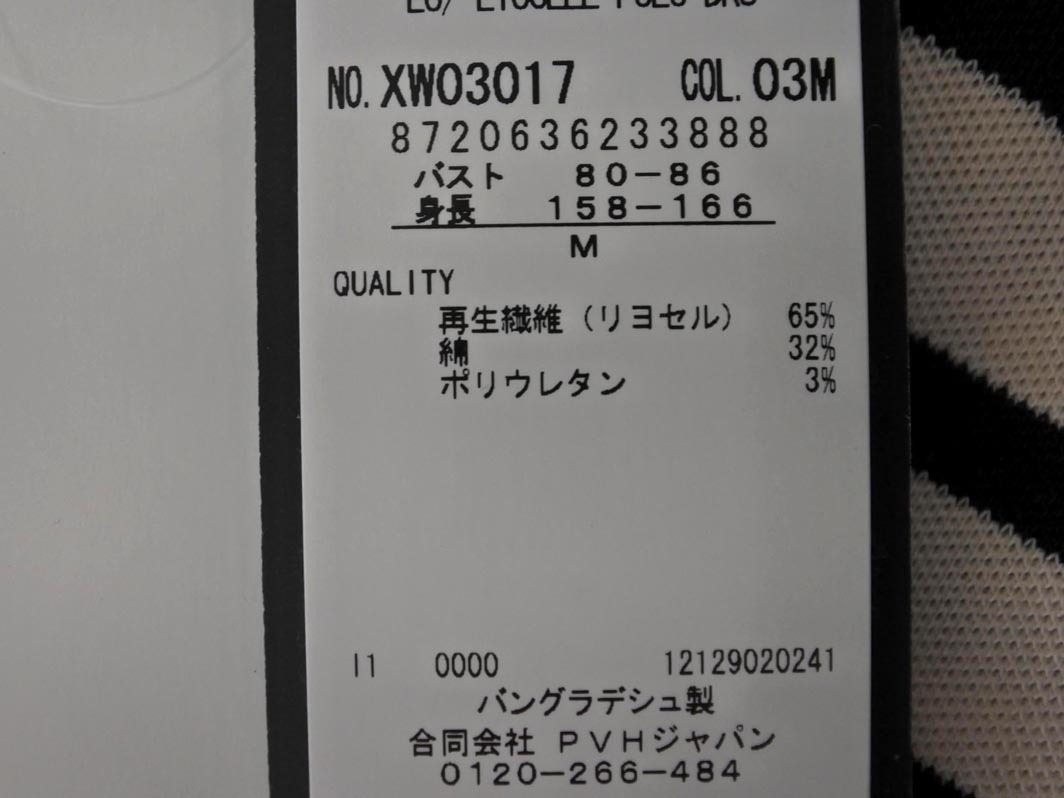 NO. XW03017 COL. 03M
8720636233888
バスト 80-86
身長 158-166
M
QUALITY
再生繊維（リヨセル） 65%
綿 32%
ポリウレタン 3%
11 0000 12129020241
バングラデシュ製
合同会社 PVHジャパン
0120-266-484